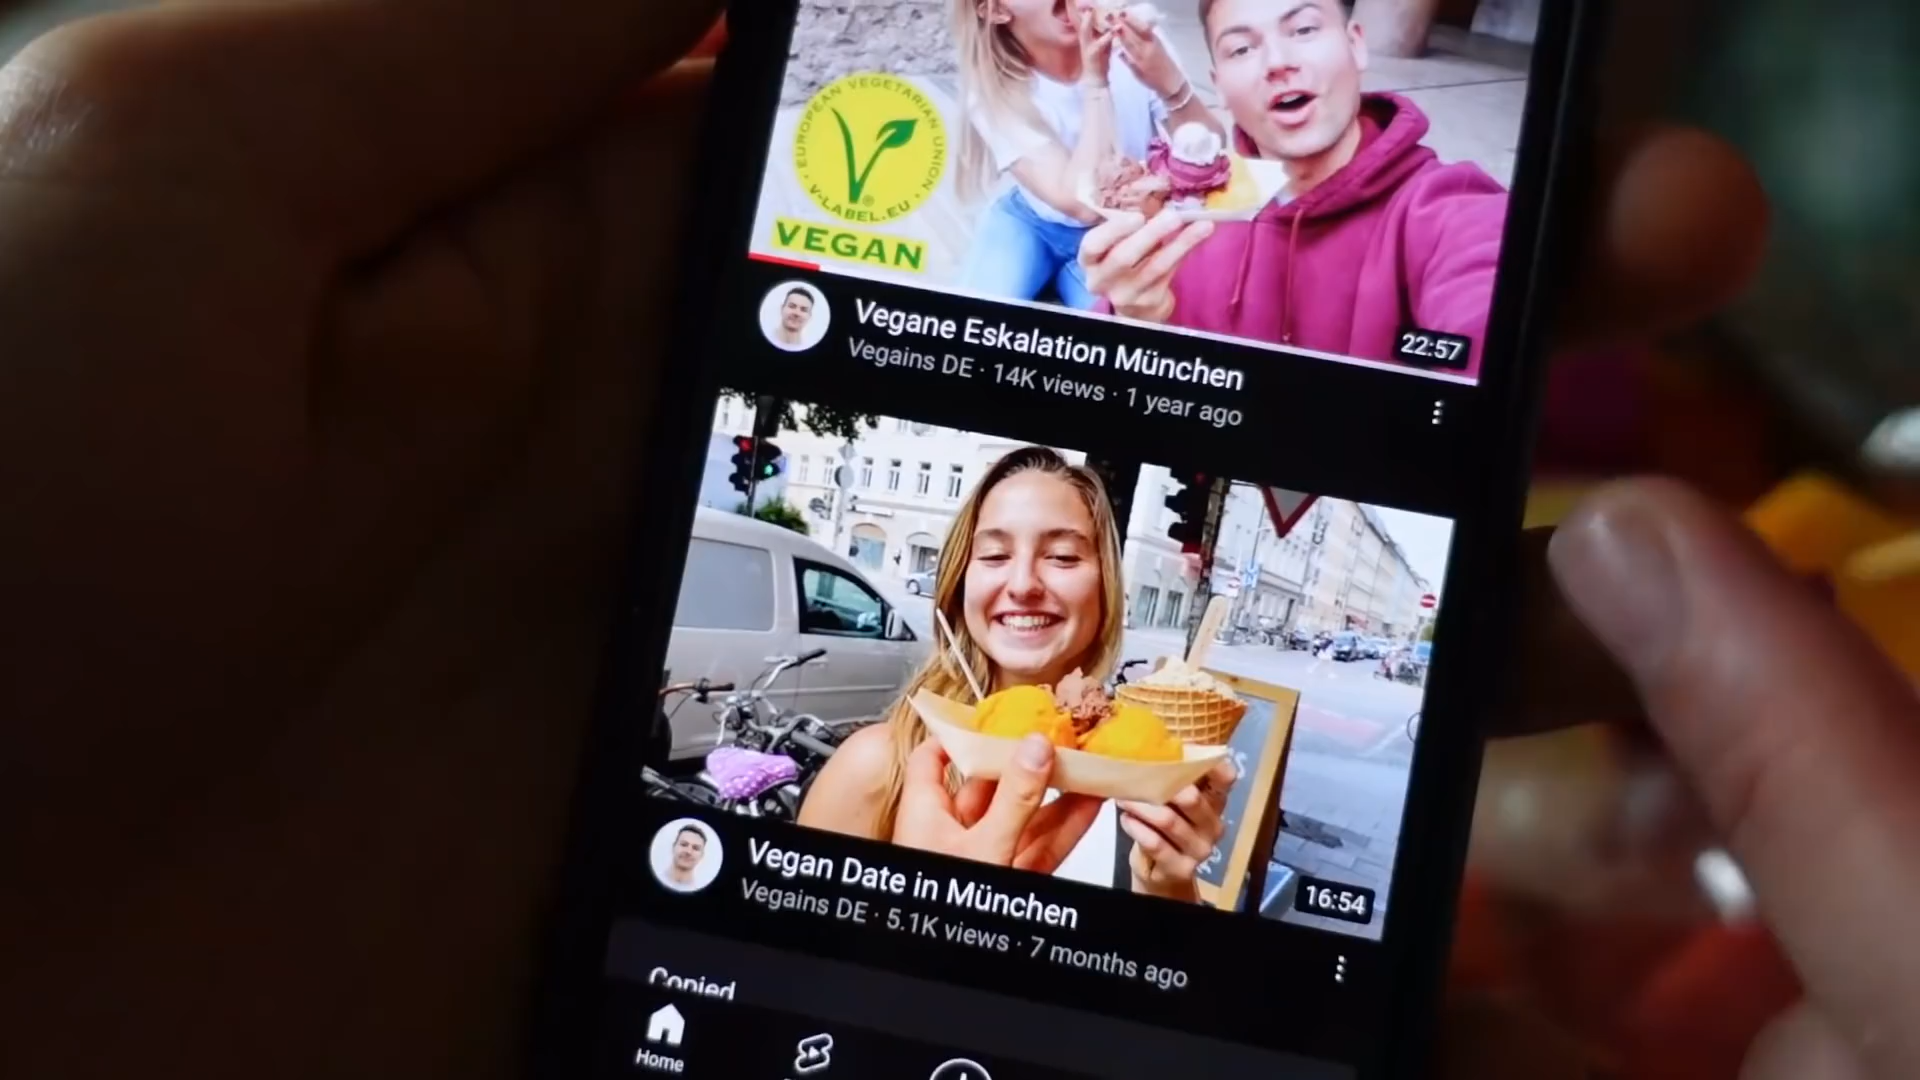 EUROPEAN VEGETARIAN UNION
V-LABEL.EU
®
VEGAN
22:57
Vegane Eskalation München
Vegains DE · 14K views · 1 year ago
16:54
Vegan Date in München
Vegains DE · 5.1K views · 7 months ago
Copied
Home